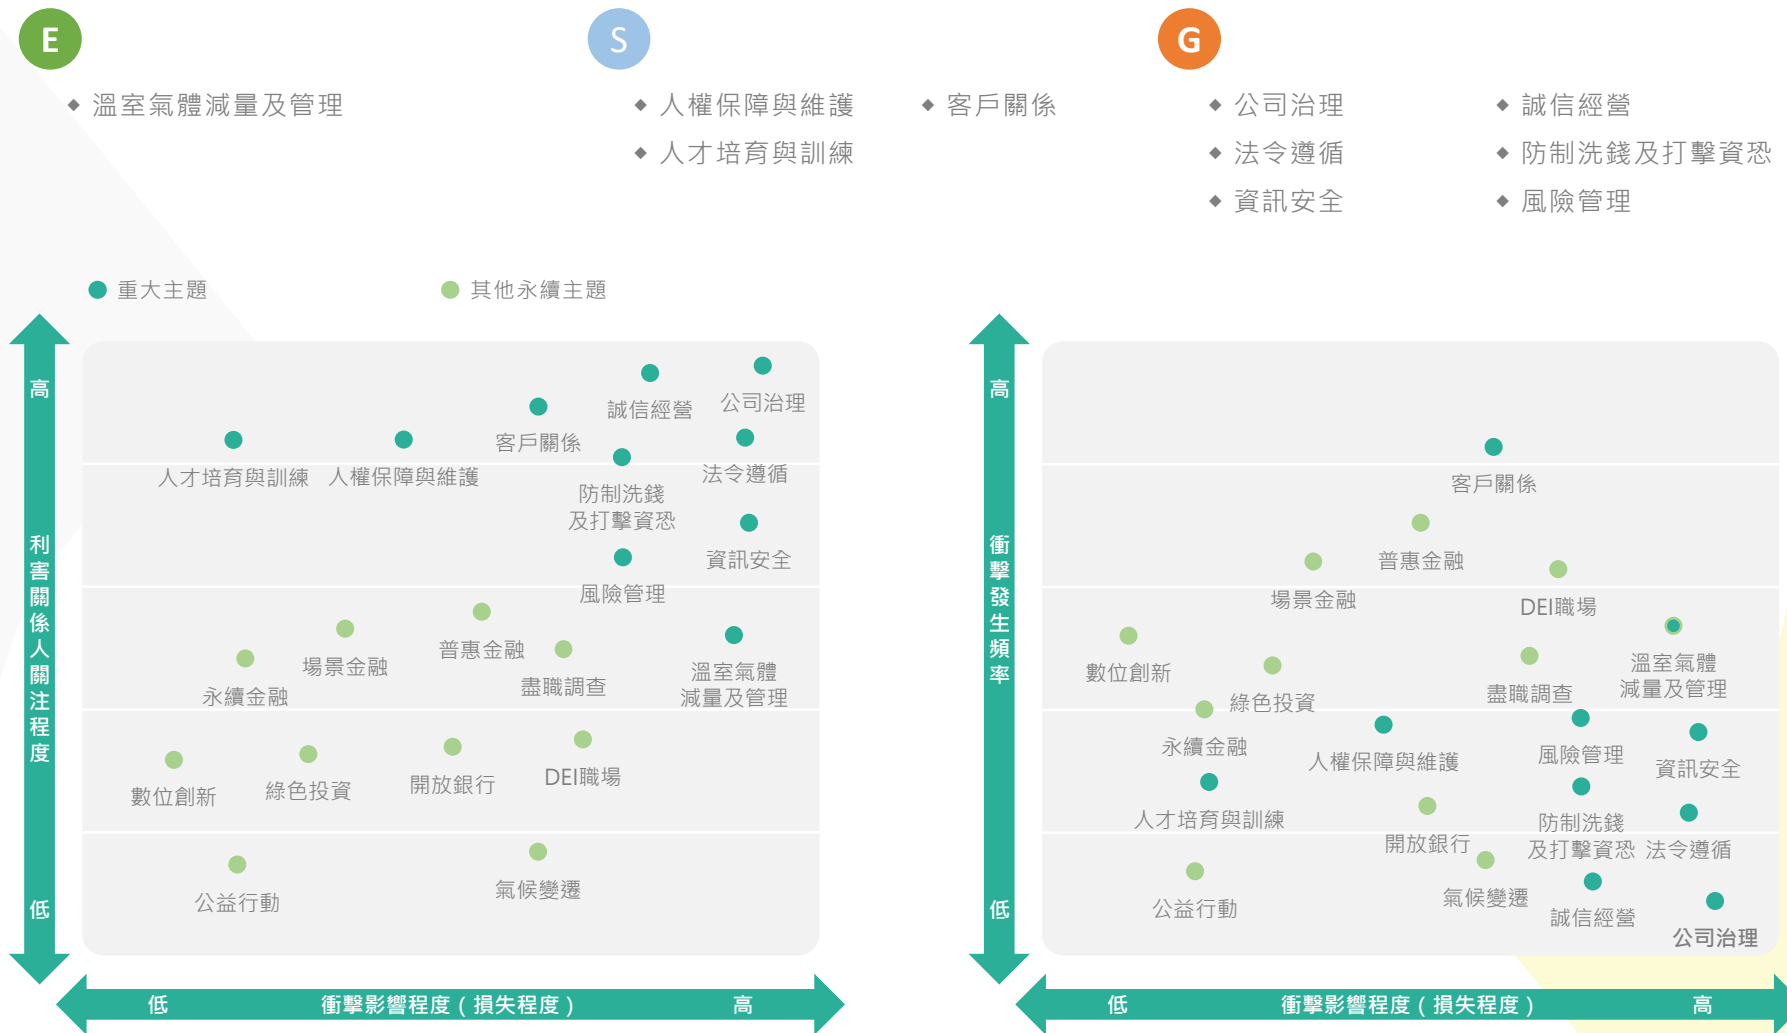 E
S
G
溫室氣體減量及管理
人權保障與維護
人才培育與訓練
客戶關係
公司治理
法令遵循
資訊安全
誠信經營
防制洗錢及打擊資恐
風險管理
重大主題
其他永續主題
高
利害關係人關注程度
低
公司治理
誠信經營
客戶關係
人才培育與訓練
人權保障與維護
法令遵循
防制洗錢
及打擊資恐
資訊安全
風險管理
普惠金融
場景金融
盡職調查
永續金融
溫室氣體
減量及管理
DEI職場
開放銀行
綠色投資
數位創新
氣候變遷
公益行動
低
衝擊影響程度(損失程度)
高
高
衝擊發生頻率
低
客戶關係
普惠金融
場景金融
DEI職場
數位創新
溫室氣體
減量及管理
盡職調查
綠色投資
永續金融
人權保障與維護
風險管理
資訊安全
人才培育與訓練
開放銀行
防制洗錢
及打擊資恐
法令遵循
公益行動
氣候變遷
誠信經營
公司治理
低
衝擊影響程度(損失程度)
高